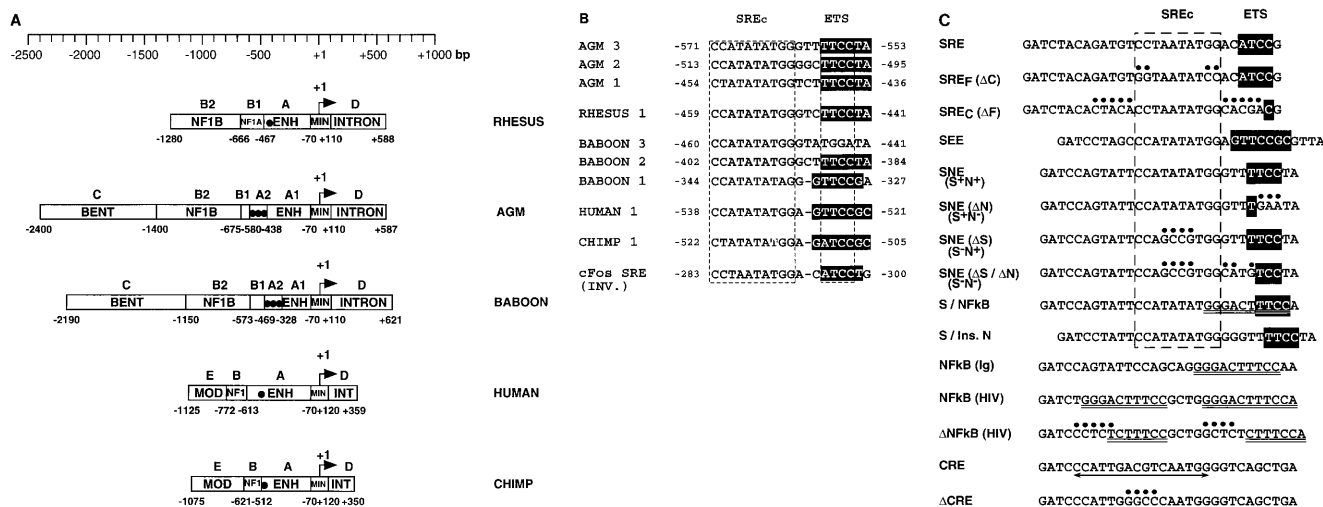 A
-2500 -2000 -1500 -1000 -500 +1 +500 +1000 bp
+1
B2 B1 A D
NF1B NF1A ENH MIN INTRON
RHESUS
-1280 -666 -467 -70 +110 +588
+1
C B2 B1 A2 A1 D
BENT NF1B ENH MIN INTRON
AGM
-2400 -1400 -675 -580 -438 -70 +110 +587
+1
C B2 B1 A2 A1 D
BENT NF1B ENH MIN INTRON
BABOON
-2190 -1150 -573 -469 -328 -70 +110 +621
+1
E B A D
MOD NF1 ENH MIN INT
HUMAN
-1125 -772 -613 -70 +120 +359
+1
E B A D
MOD NF1 ENH MIN INT
CHIMP
-1075 -621 -512 -70 +120 +350
B
SREc ETS
AGM 3 -571 CCATATATGGGTTTTCCTA -553
AGM 2 -513 CCATATATGGGGCTTCCTA -495
AGM 1 -454 CTATATATGGTCTTTCCTA -436
RHESUS 1 -459 CCATATATGGGTCTTCCTA -441
BABOON 3 -460 CCATATATGGGTATGGATA -441
BABOON 2 -402 CCATATATGGGCTTTCCTA -384
BABOON 1 -344 CCATATATAGG-GTTCCGA -327
HUMAN 1 -538 CCATATATGGA-GTTCCGC -521
CHIMP 1 -522 CTATATATGGA-GATCCGC -505
cFos SRE -283 CCTAATATGGA-CATCCTG -300
(INV.)
C
SREc ETS
SRE GATCTACAGATGTCCTAATATGGACATCCG
SREF (ΔC) GATCTACAGATGTGGTAATATCCACATCCG
SREC (ΔF) GATCTACACTACACCTAATATGGCACGACG
SEE GATCCTAGCCCATATATGGAGTTCCGCGTTA
SNE GATCCAGTATTCCATATATGGGTTTTCCTA
(S+N+)
SNE (ΔN) GATCCAGTATTCCATATATGGGTTTGAATA
(S+N-)
SNE (ΔS) GATCCAGTATTCCAGCCGTGGGTTTTCCTA
(S-N+)
SNE (ΔS / ΔN) GATCCAGTATTCCAGCCGTGGCATGTCCTA
(S-N-)
S / NFkB GATCCAGTATTCCATATATGGGGACTTTCCA
S / Ins. N GATCCTATTCCATATATGGGGGTTTTCCTA
NFkB (Ig) GATCCAGTATTCCAGCAGGGGACTTTCCAA
NFkB (HIV) GATCTGGGACTTTCCGCTGGGGACTTTCCA
ΔNFkB (HIV) GATCCCTCTCTTTCCGCTGGCTCTCTTTCCA
CRE GATCCCATTGACGTCAATGGGGTCAGCTGA
ΔCRE GATCCCATTGGGCCCAATGGGGTCAGCTGA